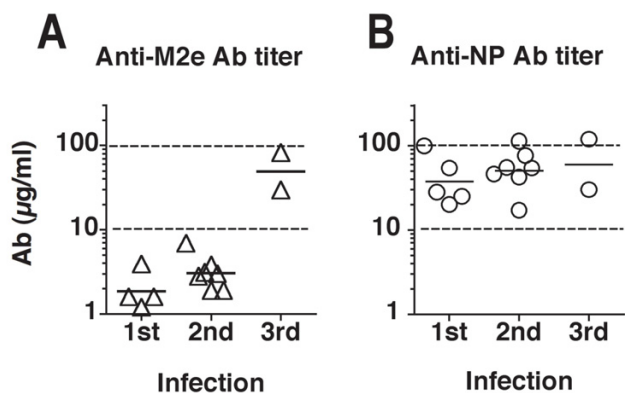 A
Anti-M2e Ab titer
Ab (µg/ml)
100
10
1
1st 2nd 3rd
Infection
B
Anti-NP Ab titer
100
10
1
1st 2nd 3rd
Infection